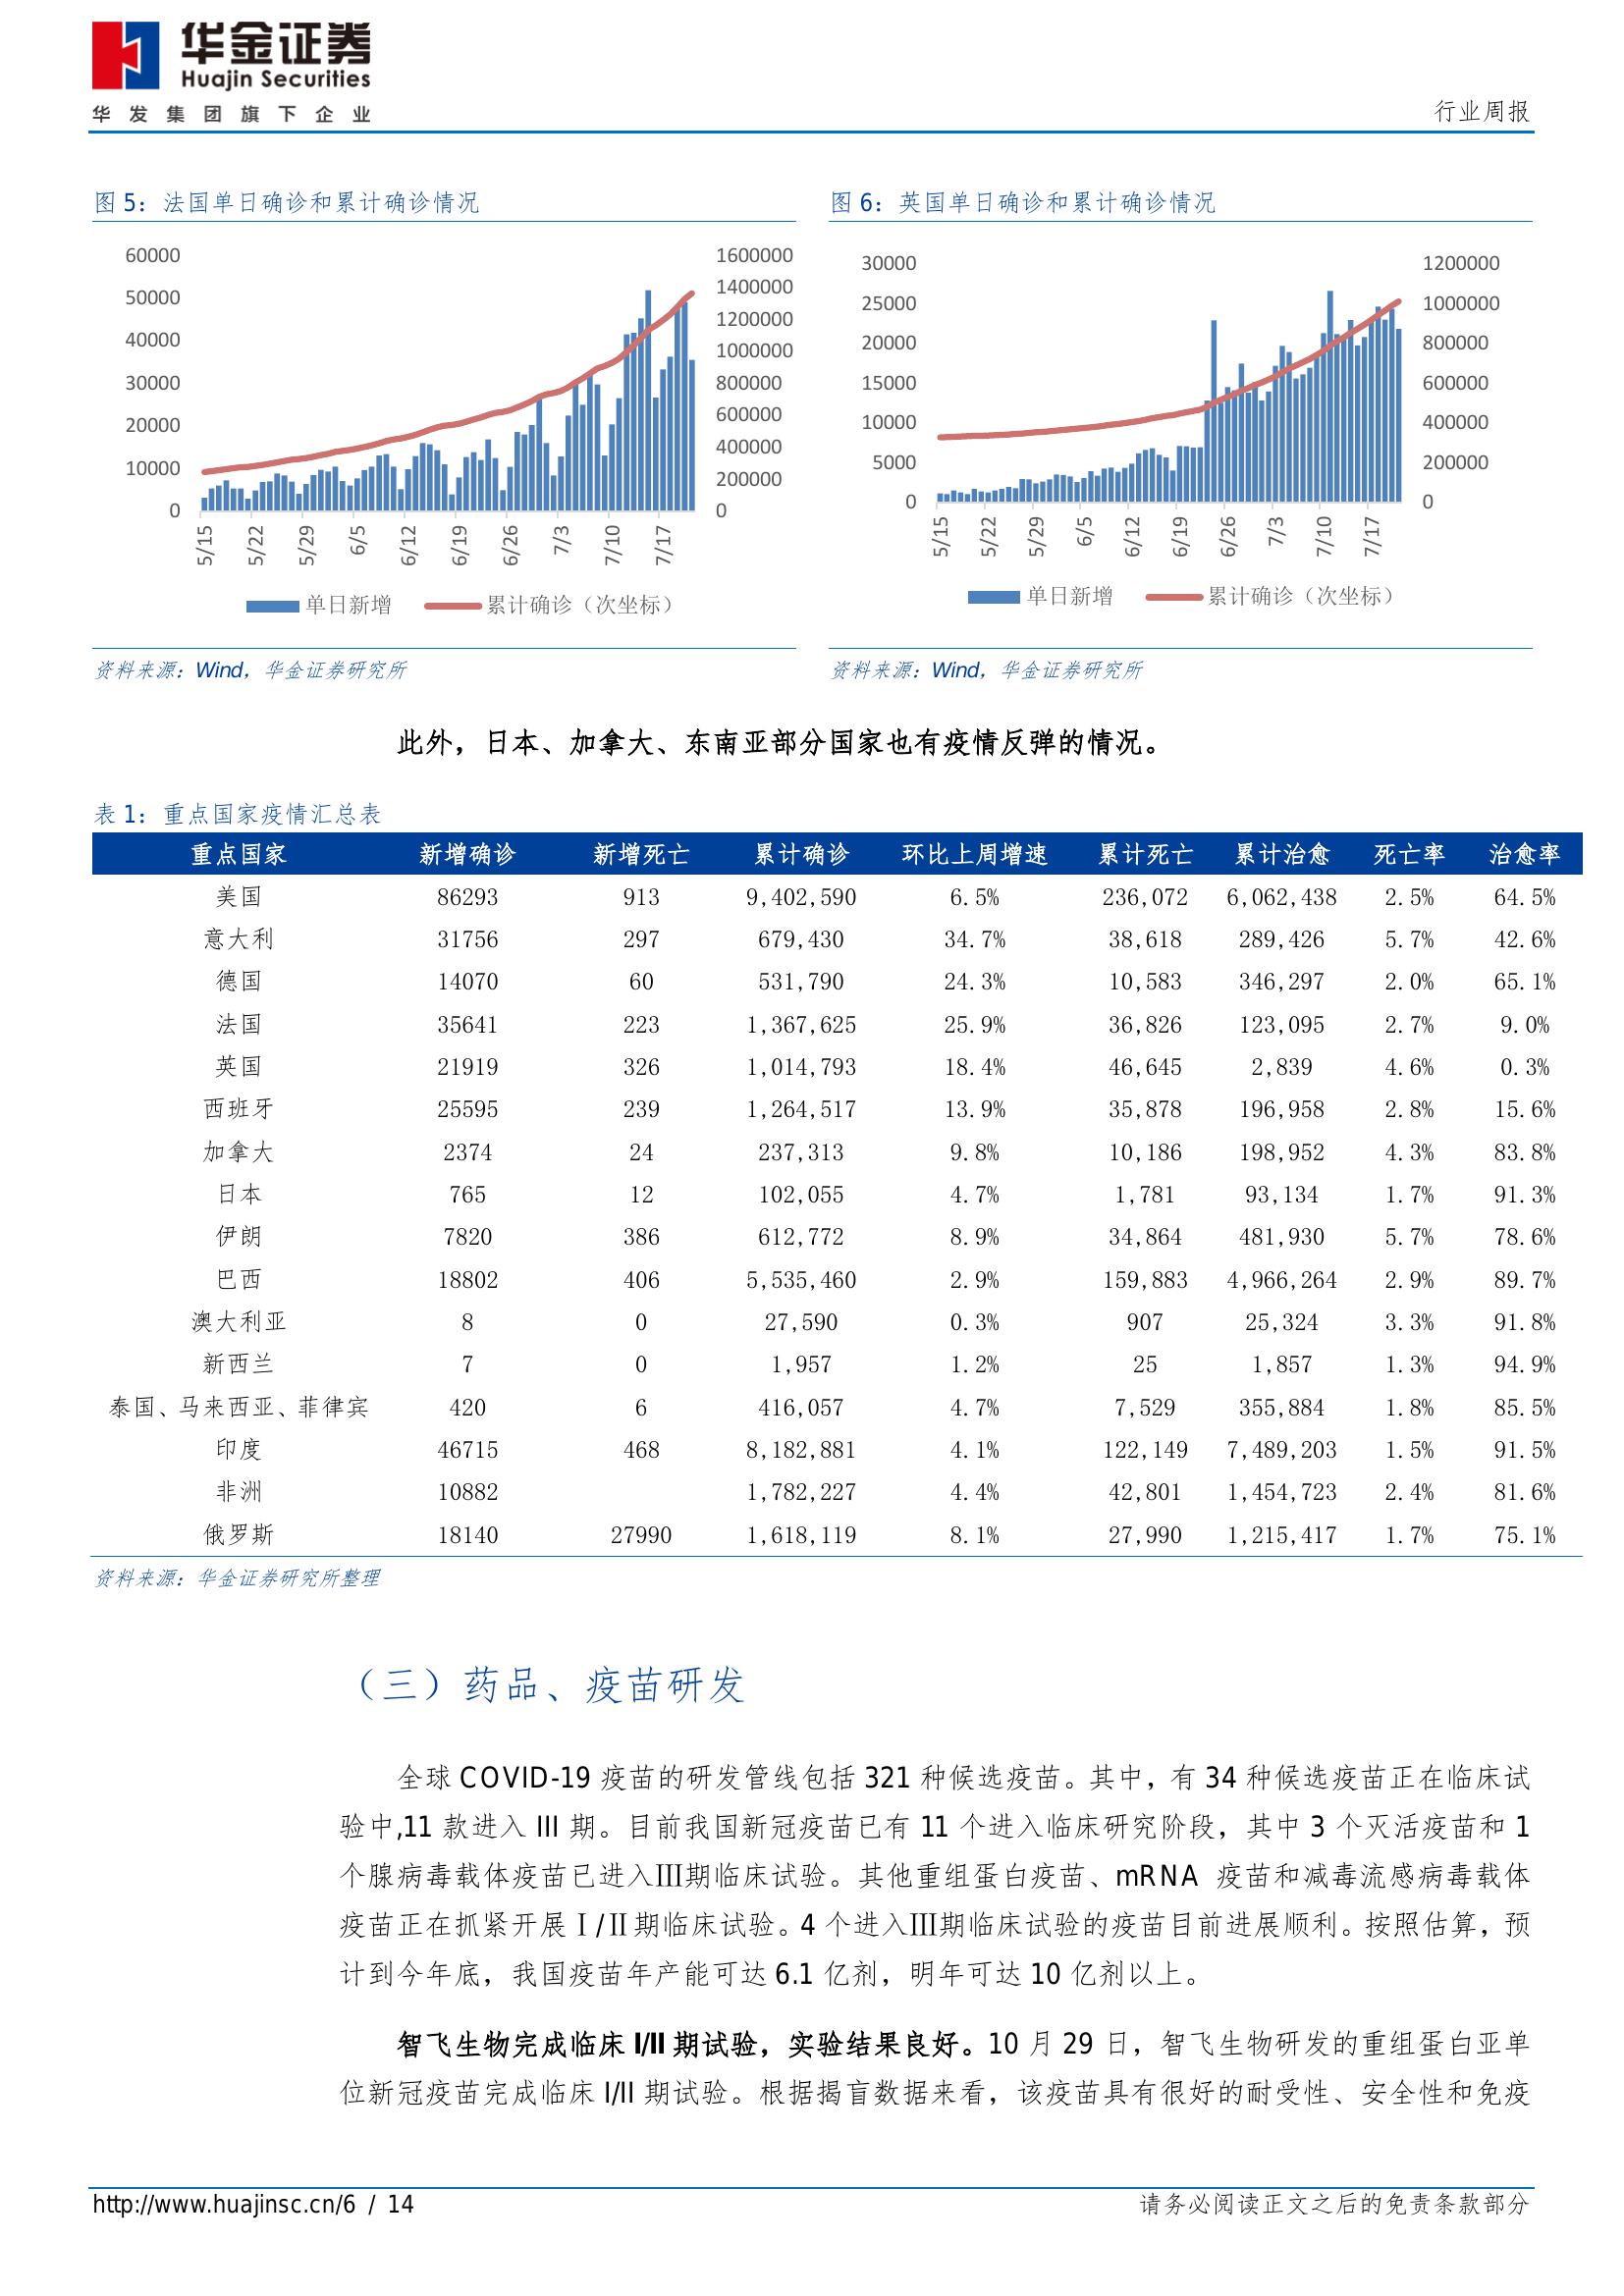 华金证券
Huajin Securities
华发集团旗下企业
行业周报
图 5：法国单日确诊和累计确诊情况
60000
50000
40000
30000
20000
10000
0
1600000
1400000
1200000
1000000
800000
600000
400000
200000
0
5/15 5/22 5/29 6/5 6/12 6/19 6/26 7/3 7/10 7/17
单日新增 累计确诊（次坐标）
资料来源：Wind，华金证券研究所
图 6：英国单日确诊和累计确诊情况
30000
25000
20000
15000
10000
5000
0
1200000
1000000
800000
600000
400000
200000
0
5/15 5/22 5/29 6/5 6/12 6/19 6/26 7/3 7/10 7/17
单日新增 累计确诊（次坐标）
资料来源：Wind，华金证券研究所
此外，日本、加拿大、东南亚部分国家也有疫情反弹的情况。
表 1：重点国家疫情汇总表
重点国家 新增确诊 新增死亡 累计确诊 环比上周增速 累计死亡 累计治愈 死亡率 治愈率
美国 86293 913 9,402,590 6.5% 236,072 6,062,438 2.5% 64.5%
意大利 31756 297 679,430 34.7% 38,618 289,426 5.7% 42.6%
德国 14070 60 531,790 24.3% 10,583 346,297 2.0% 65.1%
法国 35641 223 1,367,625 25.9% 36,826 123,095 2.7% 9.0%
英国 21919 326 1,014,793 18.4% 46,645 2,839 4.6% 0.3%
西班牙 25595 239 1,264,517 13.9% 35,878 196,958 2.8% 15.6%
加拿大 2374 24 237,313 9.8% 10,186 198,952 4.3% 83.8%
日本 765 12 102,055 4.7% 1,781 93,134 1.7% 91.3%
伊朗 7820 386 612,772 8.9% 34,864 481,930 5.7% 78.6%
巴西 18802 406 5,535,460 2.9% 159,883 4,966,264 2.9% 89.7%
澳大利亚 8 0 27,590 0.3% 907 25,324 3.3% 91.8%
新西兰 7 0 1,957 1.2% 25 1,857 1.3% 94.9%
泰国、马来西亚、菲律宾 420 6 416,057 4.7% 7,529 355,884 1.8% 85.5%
印度 46715 468 8,182,881 4.1% 122,149 7,489,203 1.5% 91.5%
非洲 10882 1,782,227 4.4% 42,801 1,454,723 2.4% 81.6%
俄罗斯 18140 27990 1,618,119 8.1% 27,990 1,215,417 1.7% 75.1%
资料来源：华金证券研究所整理
（三）药品、疫苗研发
全球 COVID-19 疫苗的研发管线包括 321 种候选疫苗。其中，有 34 种候选疫苗正在临床试
验中,11 款进入 III 期。目前我国新冠疫苗已有 11 个进入临床研究阶段，其中 3 个灭活疫苗和 1
个腺病毒载体疫苗已进入Ⅲ期临床试验。其他重组蛋白疫苗、mRNA 疫苗和减毒流感病毒载体
疫苗正在抓紧开展Ⅰ/Ⅱ期临床试验。4 个进入Ⅲ期临床试验的疫苗目前进展顺利。按照估算，预
计到今年底，我国疫苗年产能可达 6.1 亿剂，明年可达 10 亿剂以上。
智飞生物完成临床 I/II 期试验，实验结果良好。10 月 29 日，智飞生物研发的重组蛋白亚单
位新冠疫苗完成临床 I/II 期试验。根据揭盲数据来看，该疫苗具有很好的耐受性、安全性和免疫
http://www.huajinsc.cn/6 / 14
请务必阅读正文之后的免责条款部分